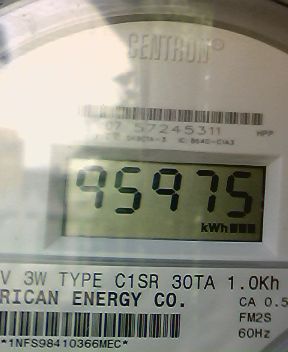 CENTRON®
07 57245311
HPP
95975
kWh
V 3W TYPE C1SR 30TA 1.0Kh
RICAN ENERGY CO.
CA 0.5
FM2S
60Hz
*1NFS98410366MEC*